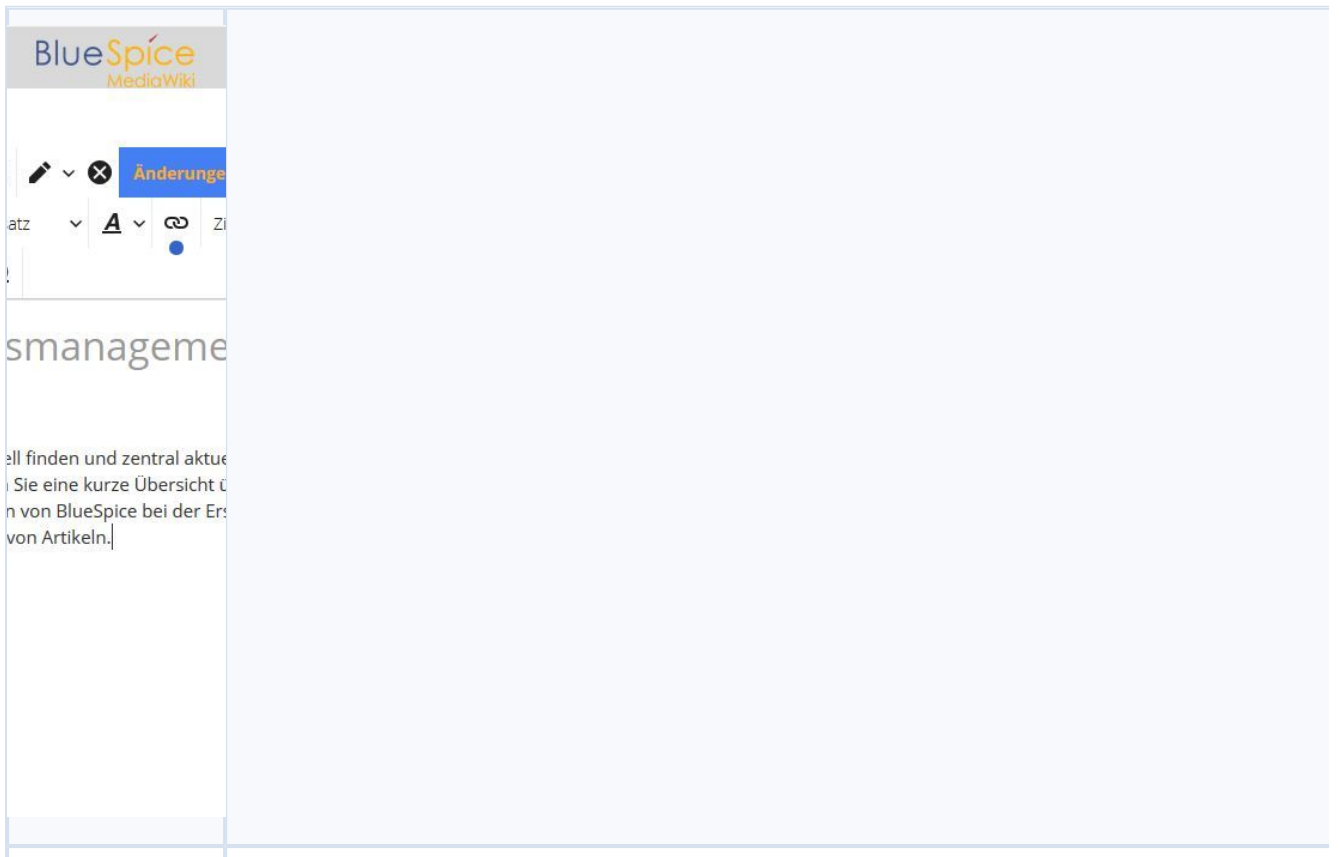 BlueSpice
MediaWiki
Änderunge
atz A Zi
smanageme
ell finden und zentral aktue
Sie eine kurze Übersicht ü
n von BlueSpice bei der Ers
von Artikeln.